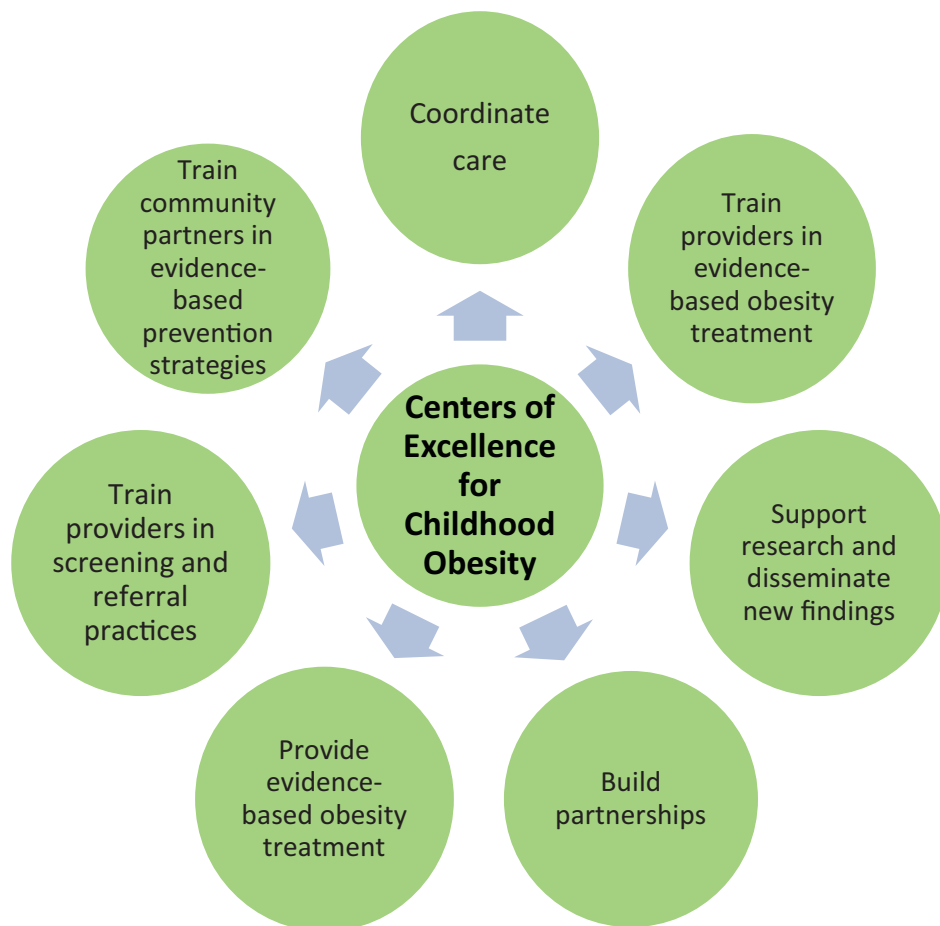 Coordinate
care
Train
providers in
evidence-
based obesity
treatment
Support
research and
disseminate
new findings
Build
partnerships
Provide
evidence-
based obesity
treatment
Train
providers in
screening and
referral
practices
Train
community
partners in
evidence-
based
prevention
strategies
Centers of
Excellence
for
Childhood
Obesity